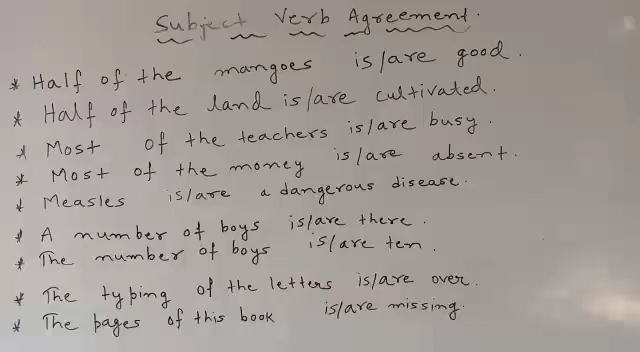 Subject Verb Agreement.
* Half of the mangoes is/are good.
* Half of the land is/are cultivated.
* Most of the teachers is/are busy.
* Most of the money is/are absent.
* Measles is/are a dangerous disease.
* A number of boys is/are there.
* The number of boys is/are ten.
* The typing of the letters is/are over.
* The pages of this book is/are missing.